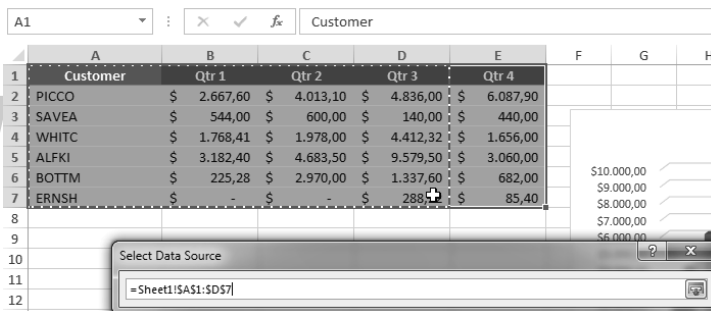 A1 fx Customer
A B C D E F G H
1 Customer Qtr 1 Qtr 2 Qtr 3 Qtr 4
2 PICCO $ 2.667,60 $ 4.013,10 $ 4.836,00 $ 6.087,90
3 SAVEA $ 544,00 $ 600,00 $ 140,00 $ 440,00
4 WHITC $ 1.768,41 $ 1.978,00 $ 4.412,32 $ 1.656,00
5 ALFKI $ 3.182,40 $ 4.683,50 $ 9.579,50 $ 3.060,00
6 BOTTM $ 225,28 $ 2.970,00 $ 1.337,60 $ 682,00
7 ERNSH $ - $ - $ 288, $ 85,40
8
9
10
11
12
$10.000,00
$9.000,00
$8.000,00
$7.000,00
$6.000,00
Select Data Source ? X
=Sheet1!$A$1:$D$7